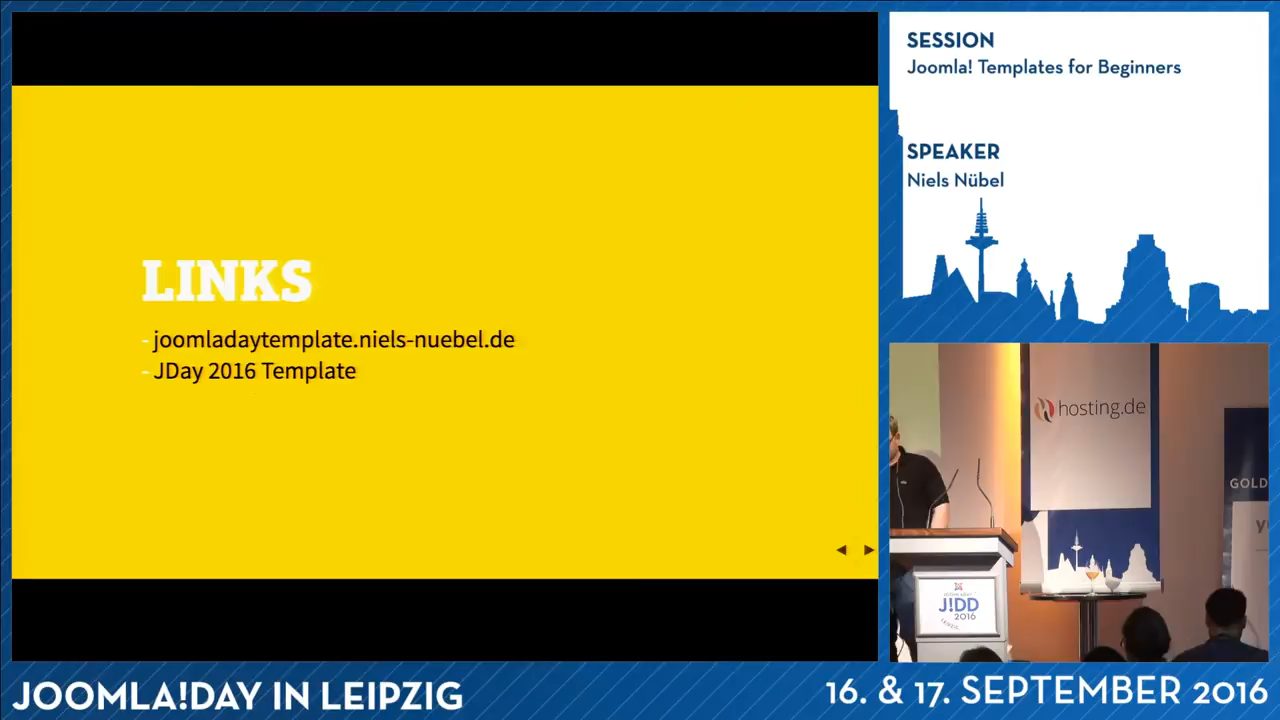 SESSION
Joomla! Templates for Beginners
SPEAKER
Niels Nübel
LINKS
- joomladaytemplate.niels-nuebel.de
- JDay 2016 Template
hosting.de
GOLD
J!DD
2016
LEIPZIG
JOOMLA!DAY IN LEIPZIG
16. & 17. SEPTEMBER 2016